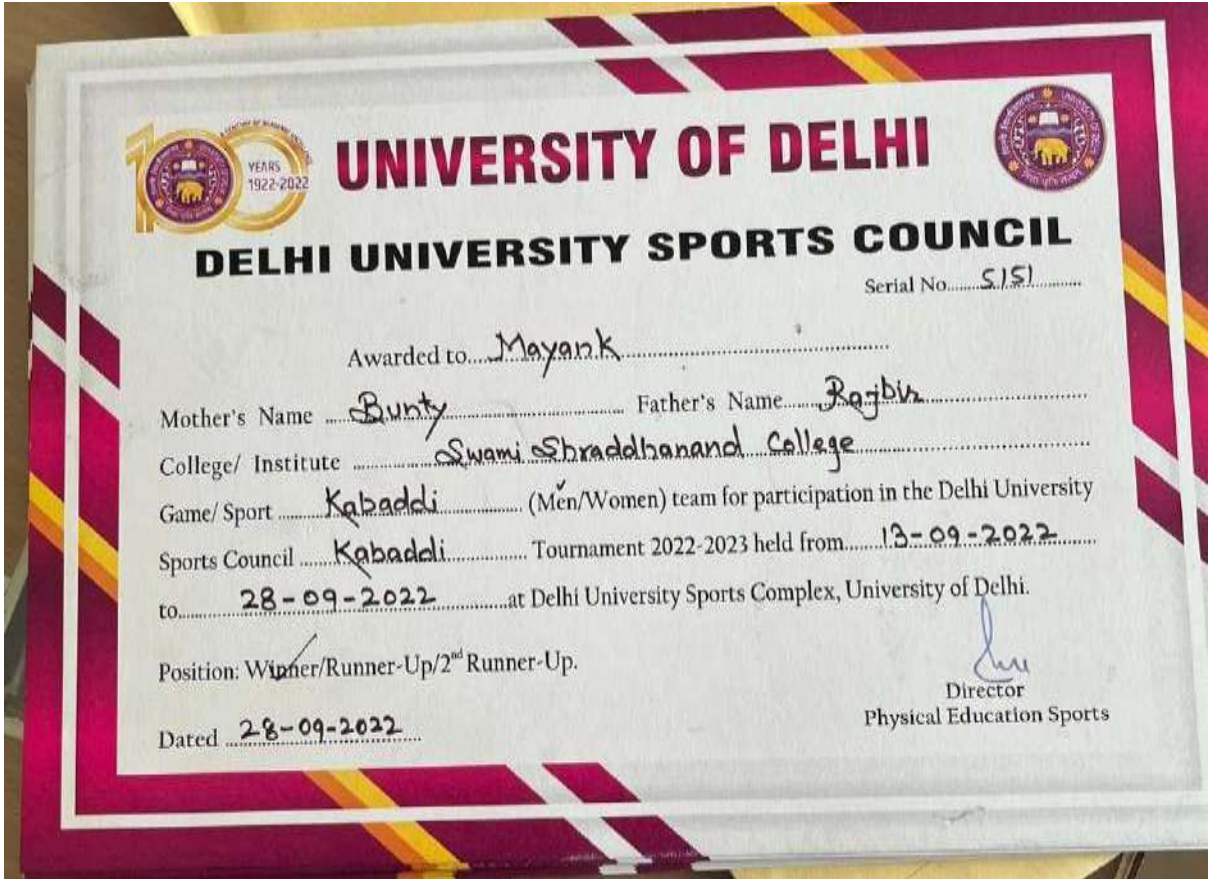 A CENTURY OF ACADEMIC EXCELLENCE
YEARS
1922-2022
UNIVERSITY OF DELHI
DELHI UNIVERSITY SPORTS COUNCIL
Serial No. 5151
Awarded to Mayank
Mother's Name Bunty Father's Name Rajbir
College/ Institute Swami Shraddhanand College
Game/ Sport Kabaddi (Men/Women) team for participation in the Delhi University
Sports Council Kabaddi Tournament 2022-2023 held from 13-09-2022
to 28-09-2022 at Delhi University Sports Complex, University of Delhi.
Position: Winner/Runner-Up/2nd Runner-Up.
Director
Physical Education Sports
Dated 28-09-2022